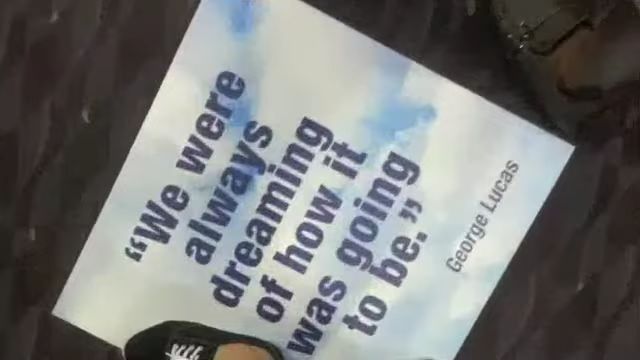 “We were
always
dreaming
of how it
was going
to be.”
George Lucas